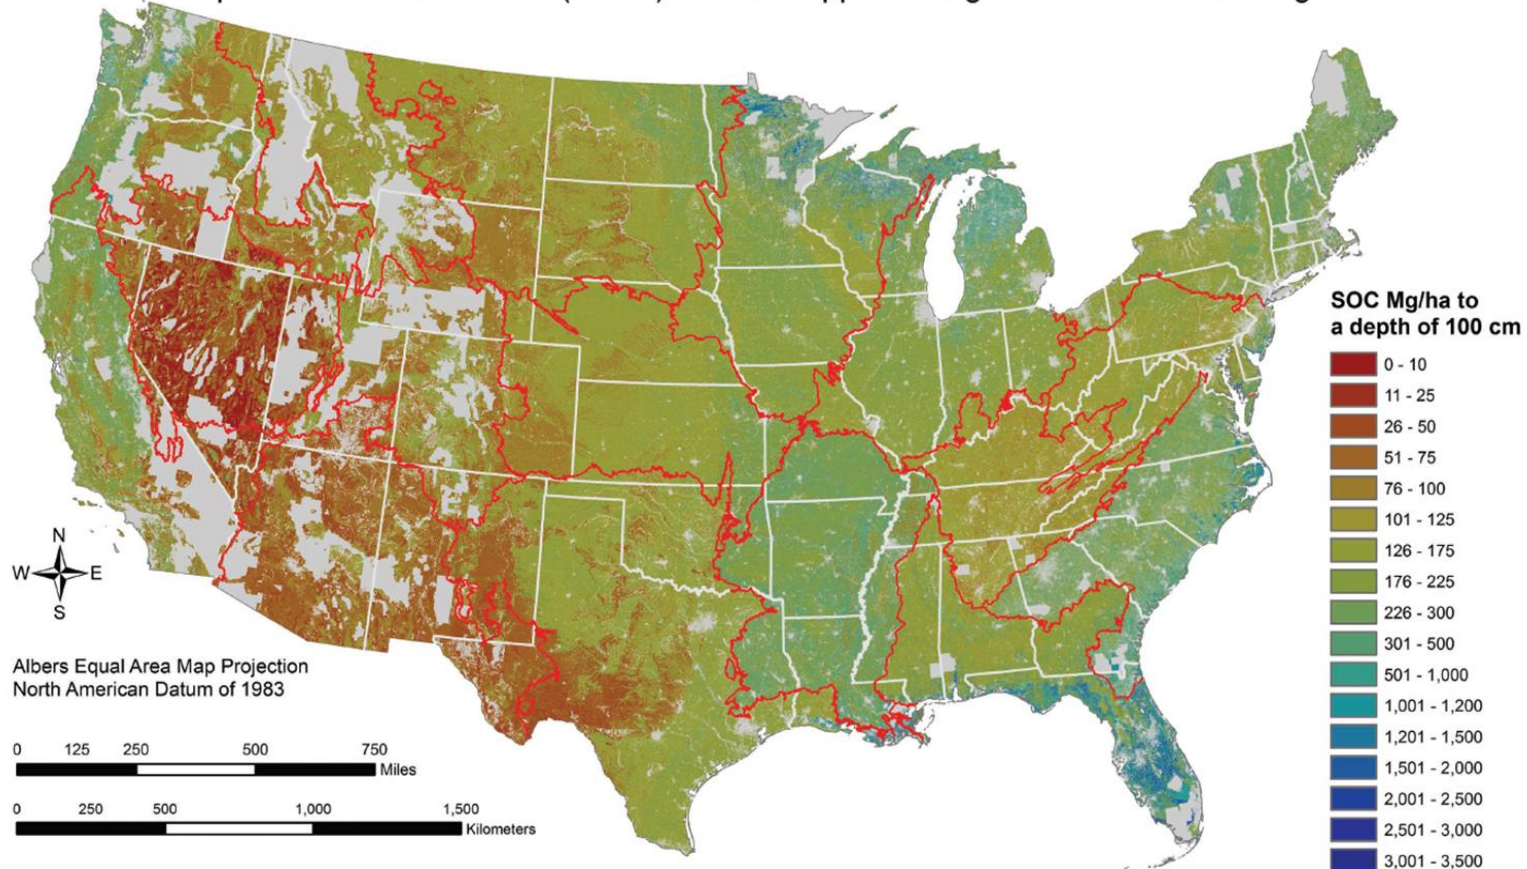 SOC Mg/ha to
a depth of 100 cm
0 - 10
11 - 25
26 - 50
51 - 75
76 - 100
101 - 125
126 - 175
176 - 225
226 - 300
301 - 500
501 - 1,000
1,001 - 1,200
1,201 - 1,500
1,501 - 2,000
2,001 - 2,500
2,501 - 3,000
3,001 - 3,500
N
W E
S
Albers Equal Area Map Projection
North American Datum of 1983
0 125 250 500 750
Miles
0 250 500 1,000 1,500
Kilometers